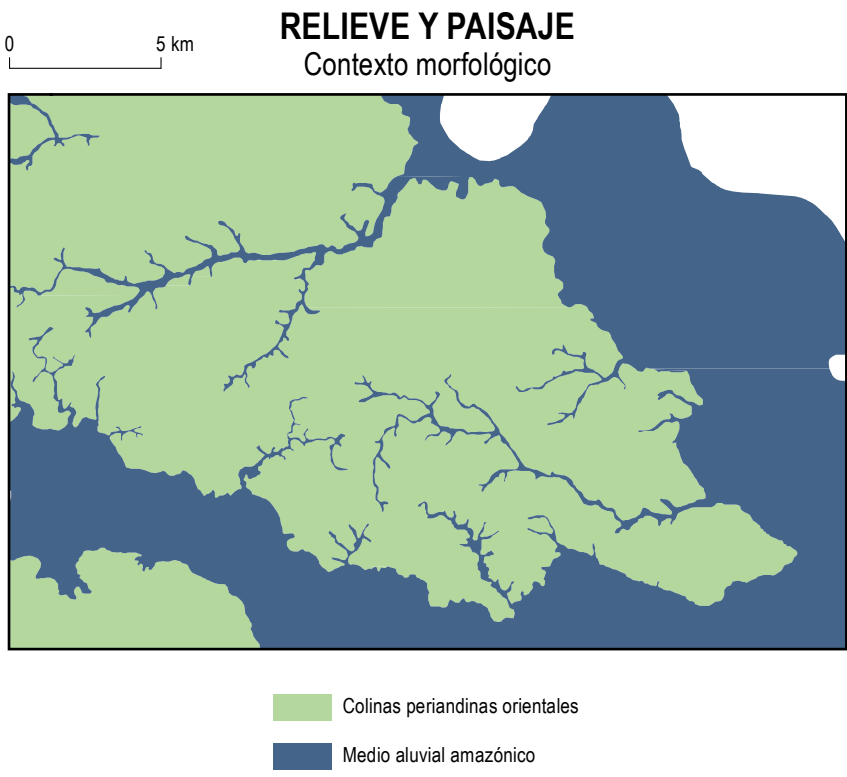 RELIEVE Y PAISAJE
Contexto morfológico
0 5 km
Colinas periandinas orientales
Medio aluvial amazónico